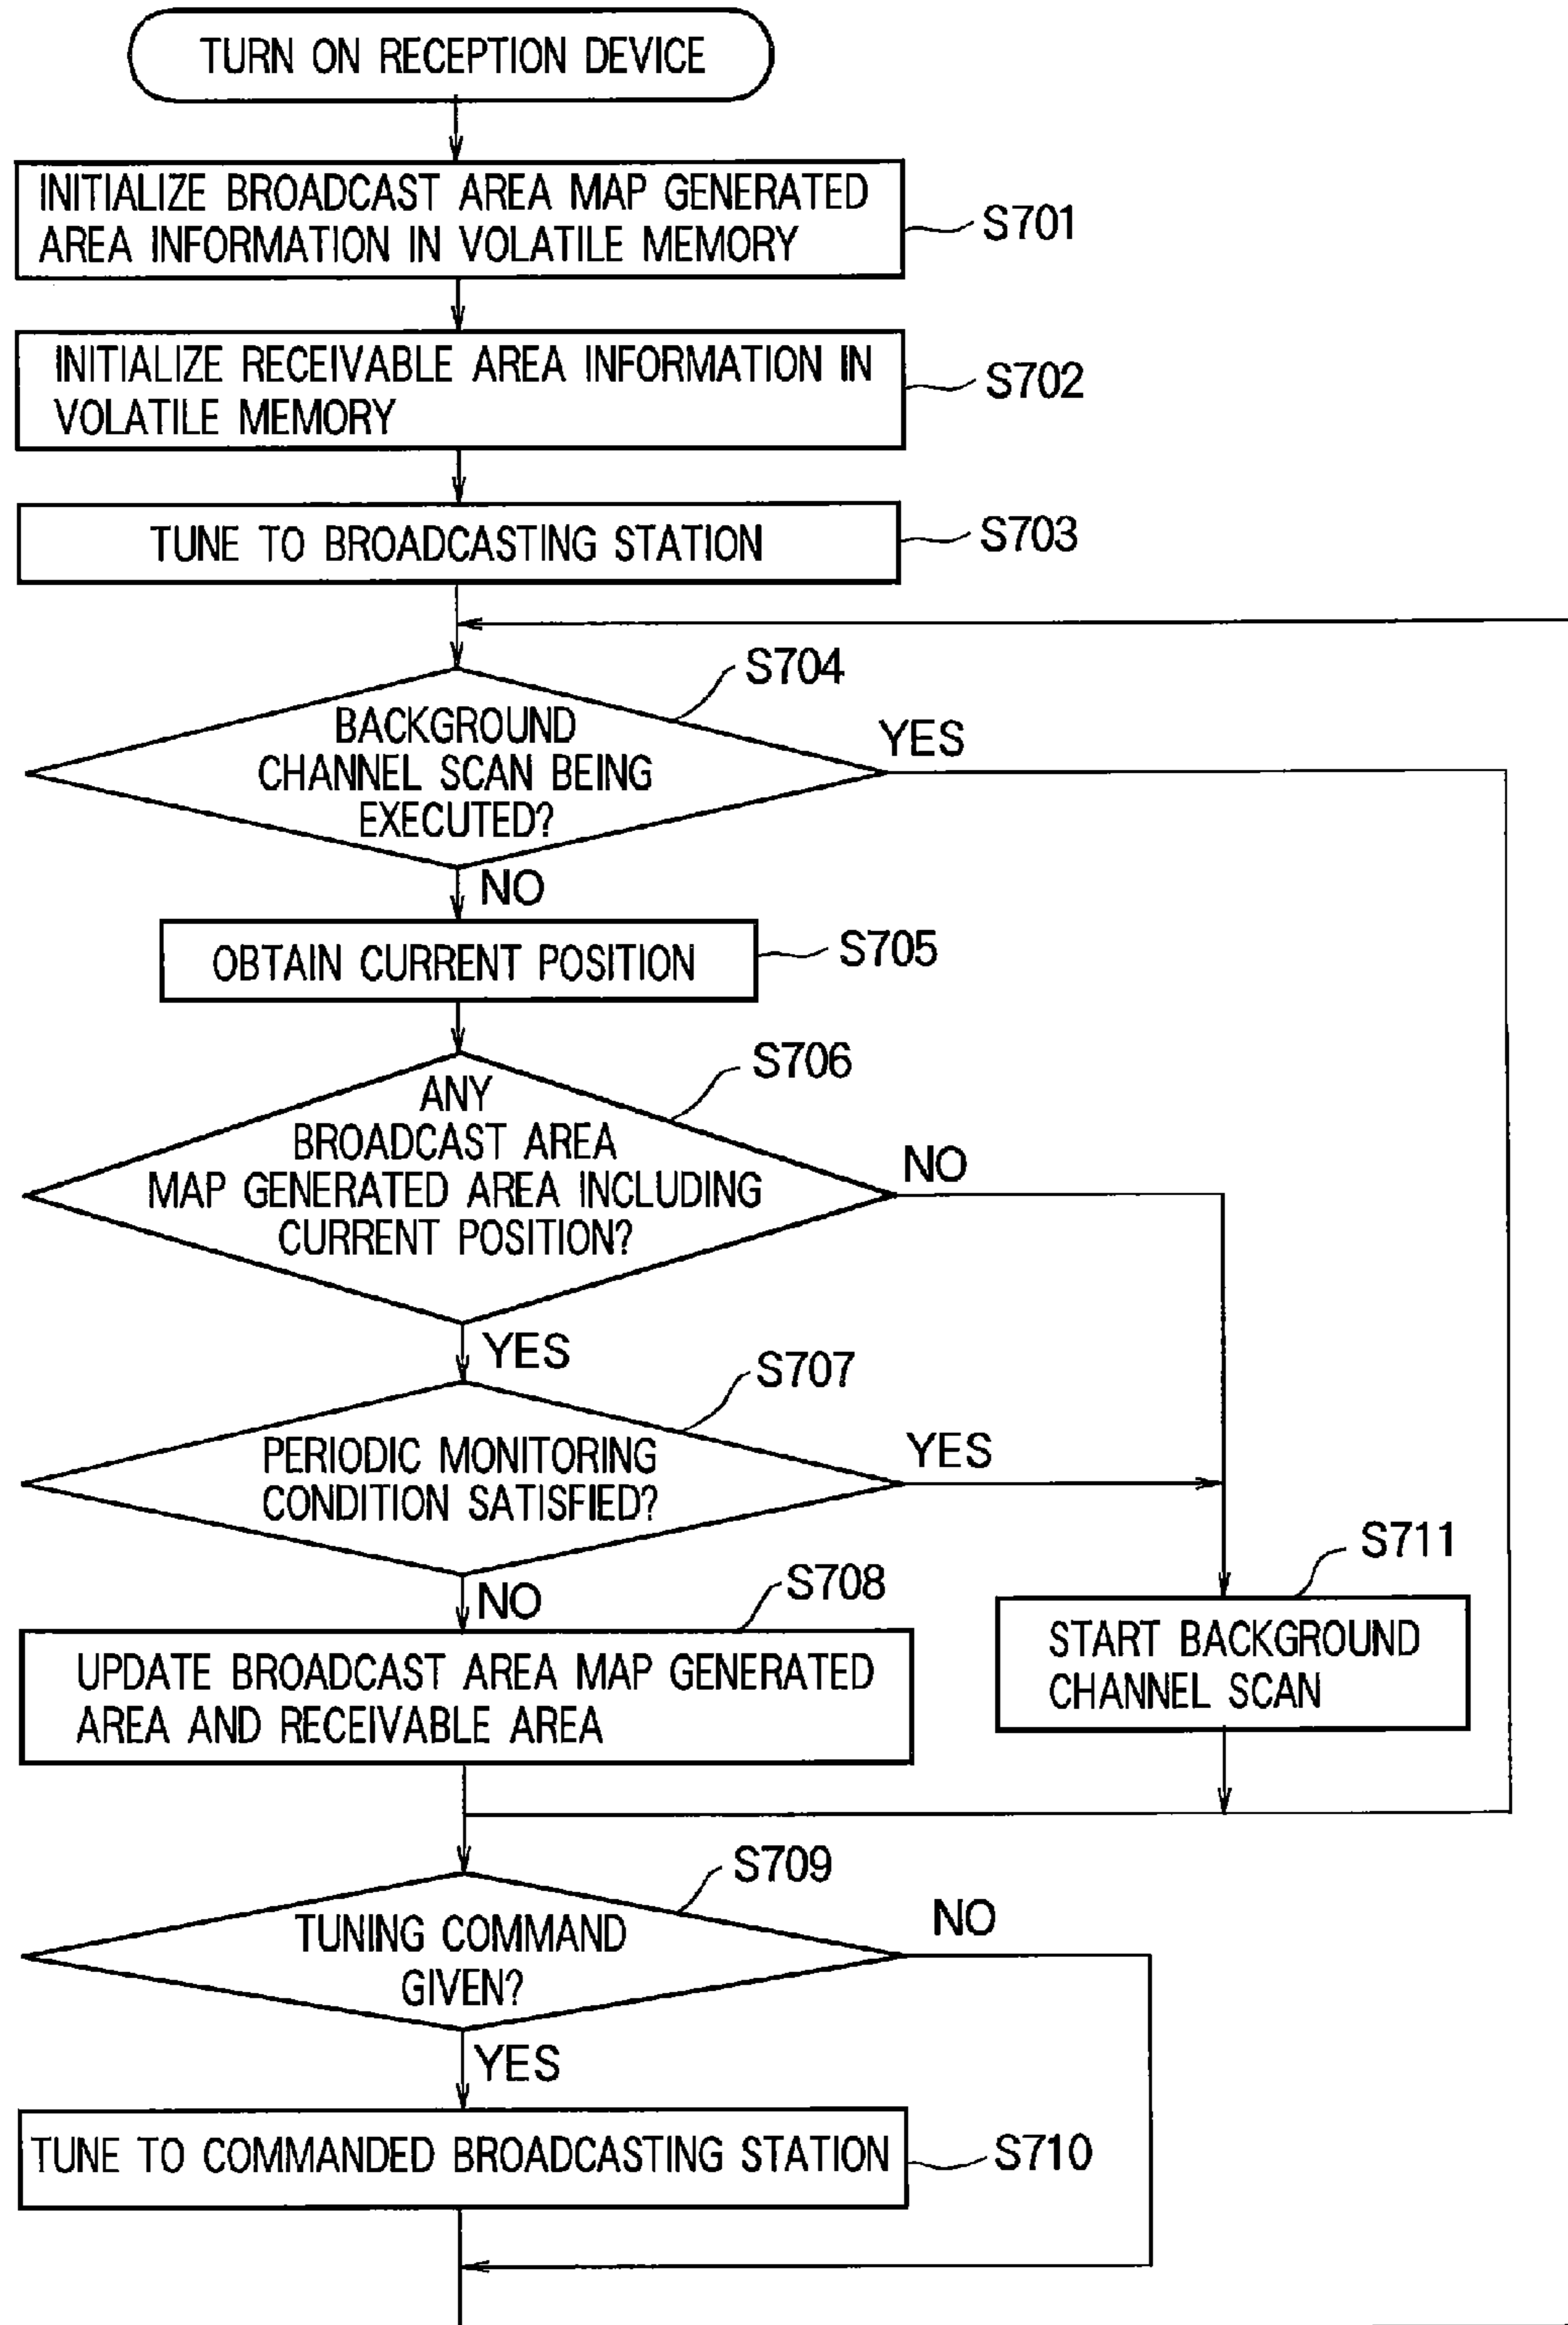 TURN ON RECEPTION DEVICE
INITIALIZE BROADCAST AREA MAP GENERATED
AREA INFORMATION IN VOLATILE MEMORY
S701
INITIALIZE RECEIVABLE AREA INFORMATION IN
VOLATILE MEMORY
S702
TUNE TO BROADCASTING STATION
S703
S704
BACKGROUND
CHANNEL SCAN BEING
EXECUTED?
YES
NO
OBTAIN CURRENT POSITION
S705
S706
ANY
BROADCAST AREA
MAP GENERATED AREA INCLUDING
CURRENT POSITION?
NO
YES
S707
PERIODIC MONITORING
CONDITION SATISFIED?
YES
NO
S708
UPDATE BROADCAST AREA MAP GENERATED
AREA AND RECEIVABLE AREA
S711
START BACKGROUND
CHANNEL SCAN
S709
TUNING COMMAND
GIVEN?
NO
YES
TUNE TO COMMANDED BROADCASTING STATION
S710